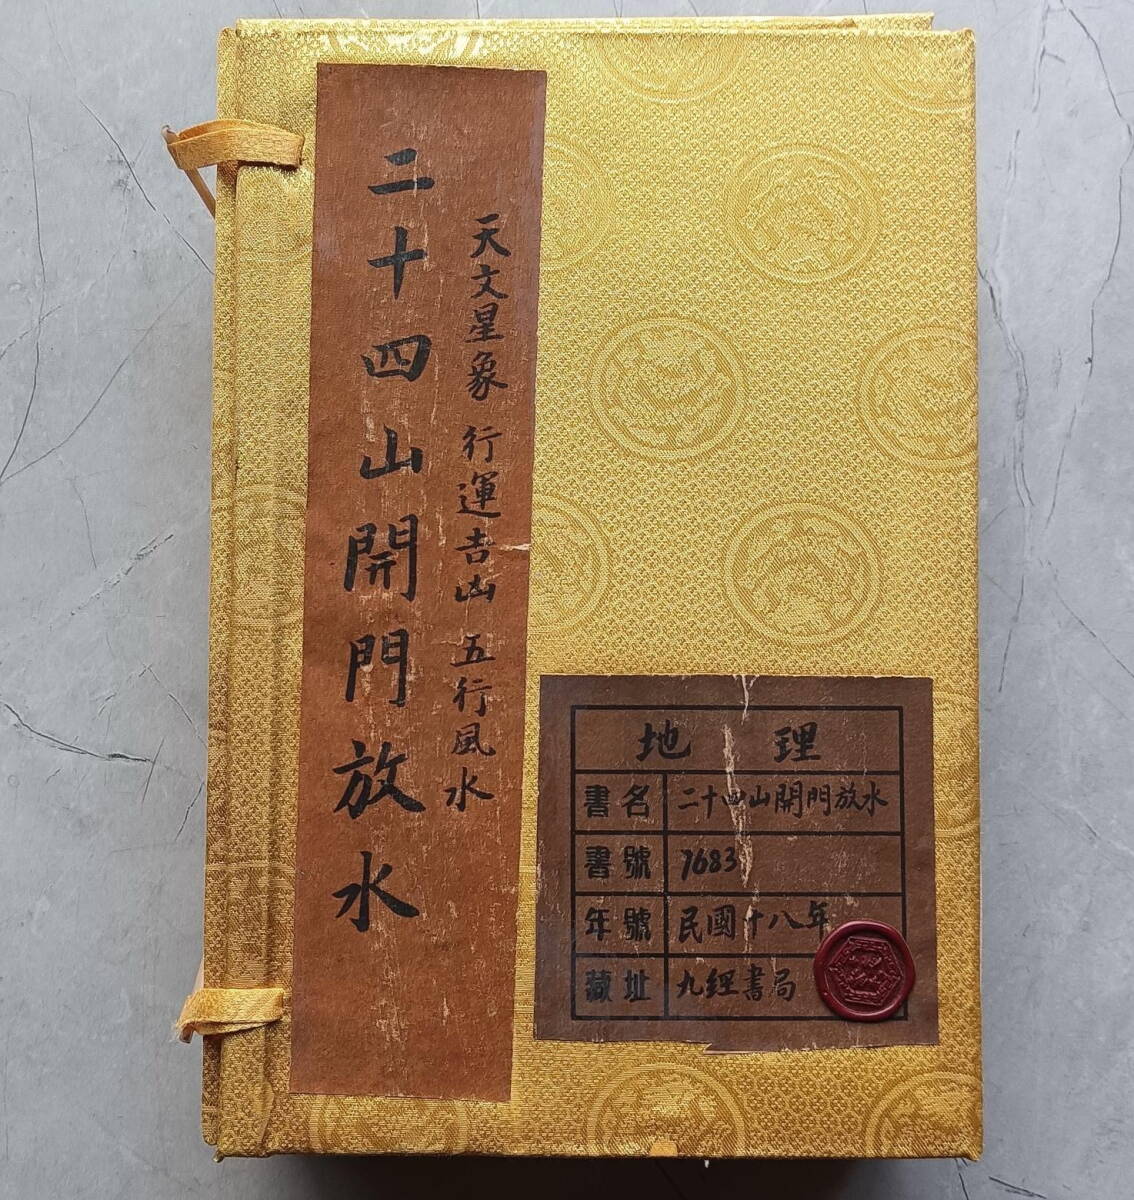 二十四山開門放水
天文星象 行運吉凶 五行風水
地理
書名 二十四山開門放水
書號 7683
年號 民國十八年
藏址 九經書局